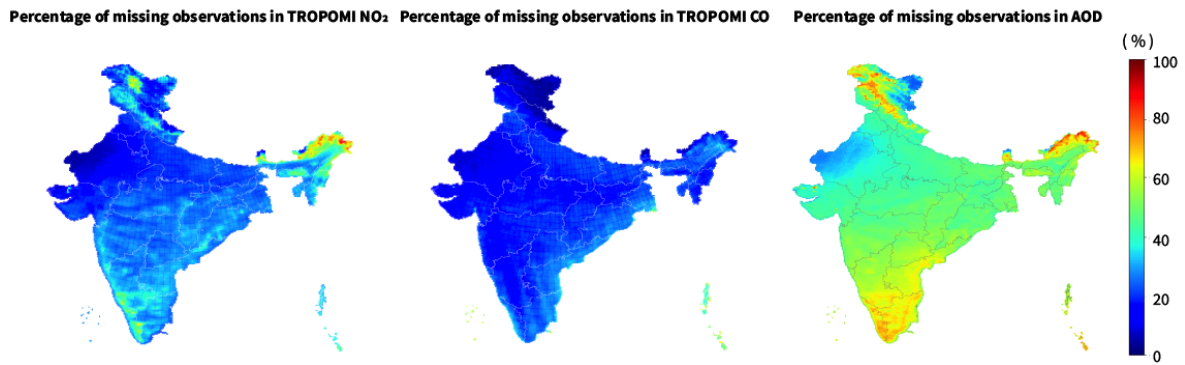 Percentage of missing observations in TROPOMI NO₂
Percentage of missing observations in TROPOMI CO
Percentage of missing observations in AOD
(%)
100
80
60
40
20
0